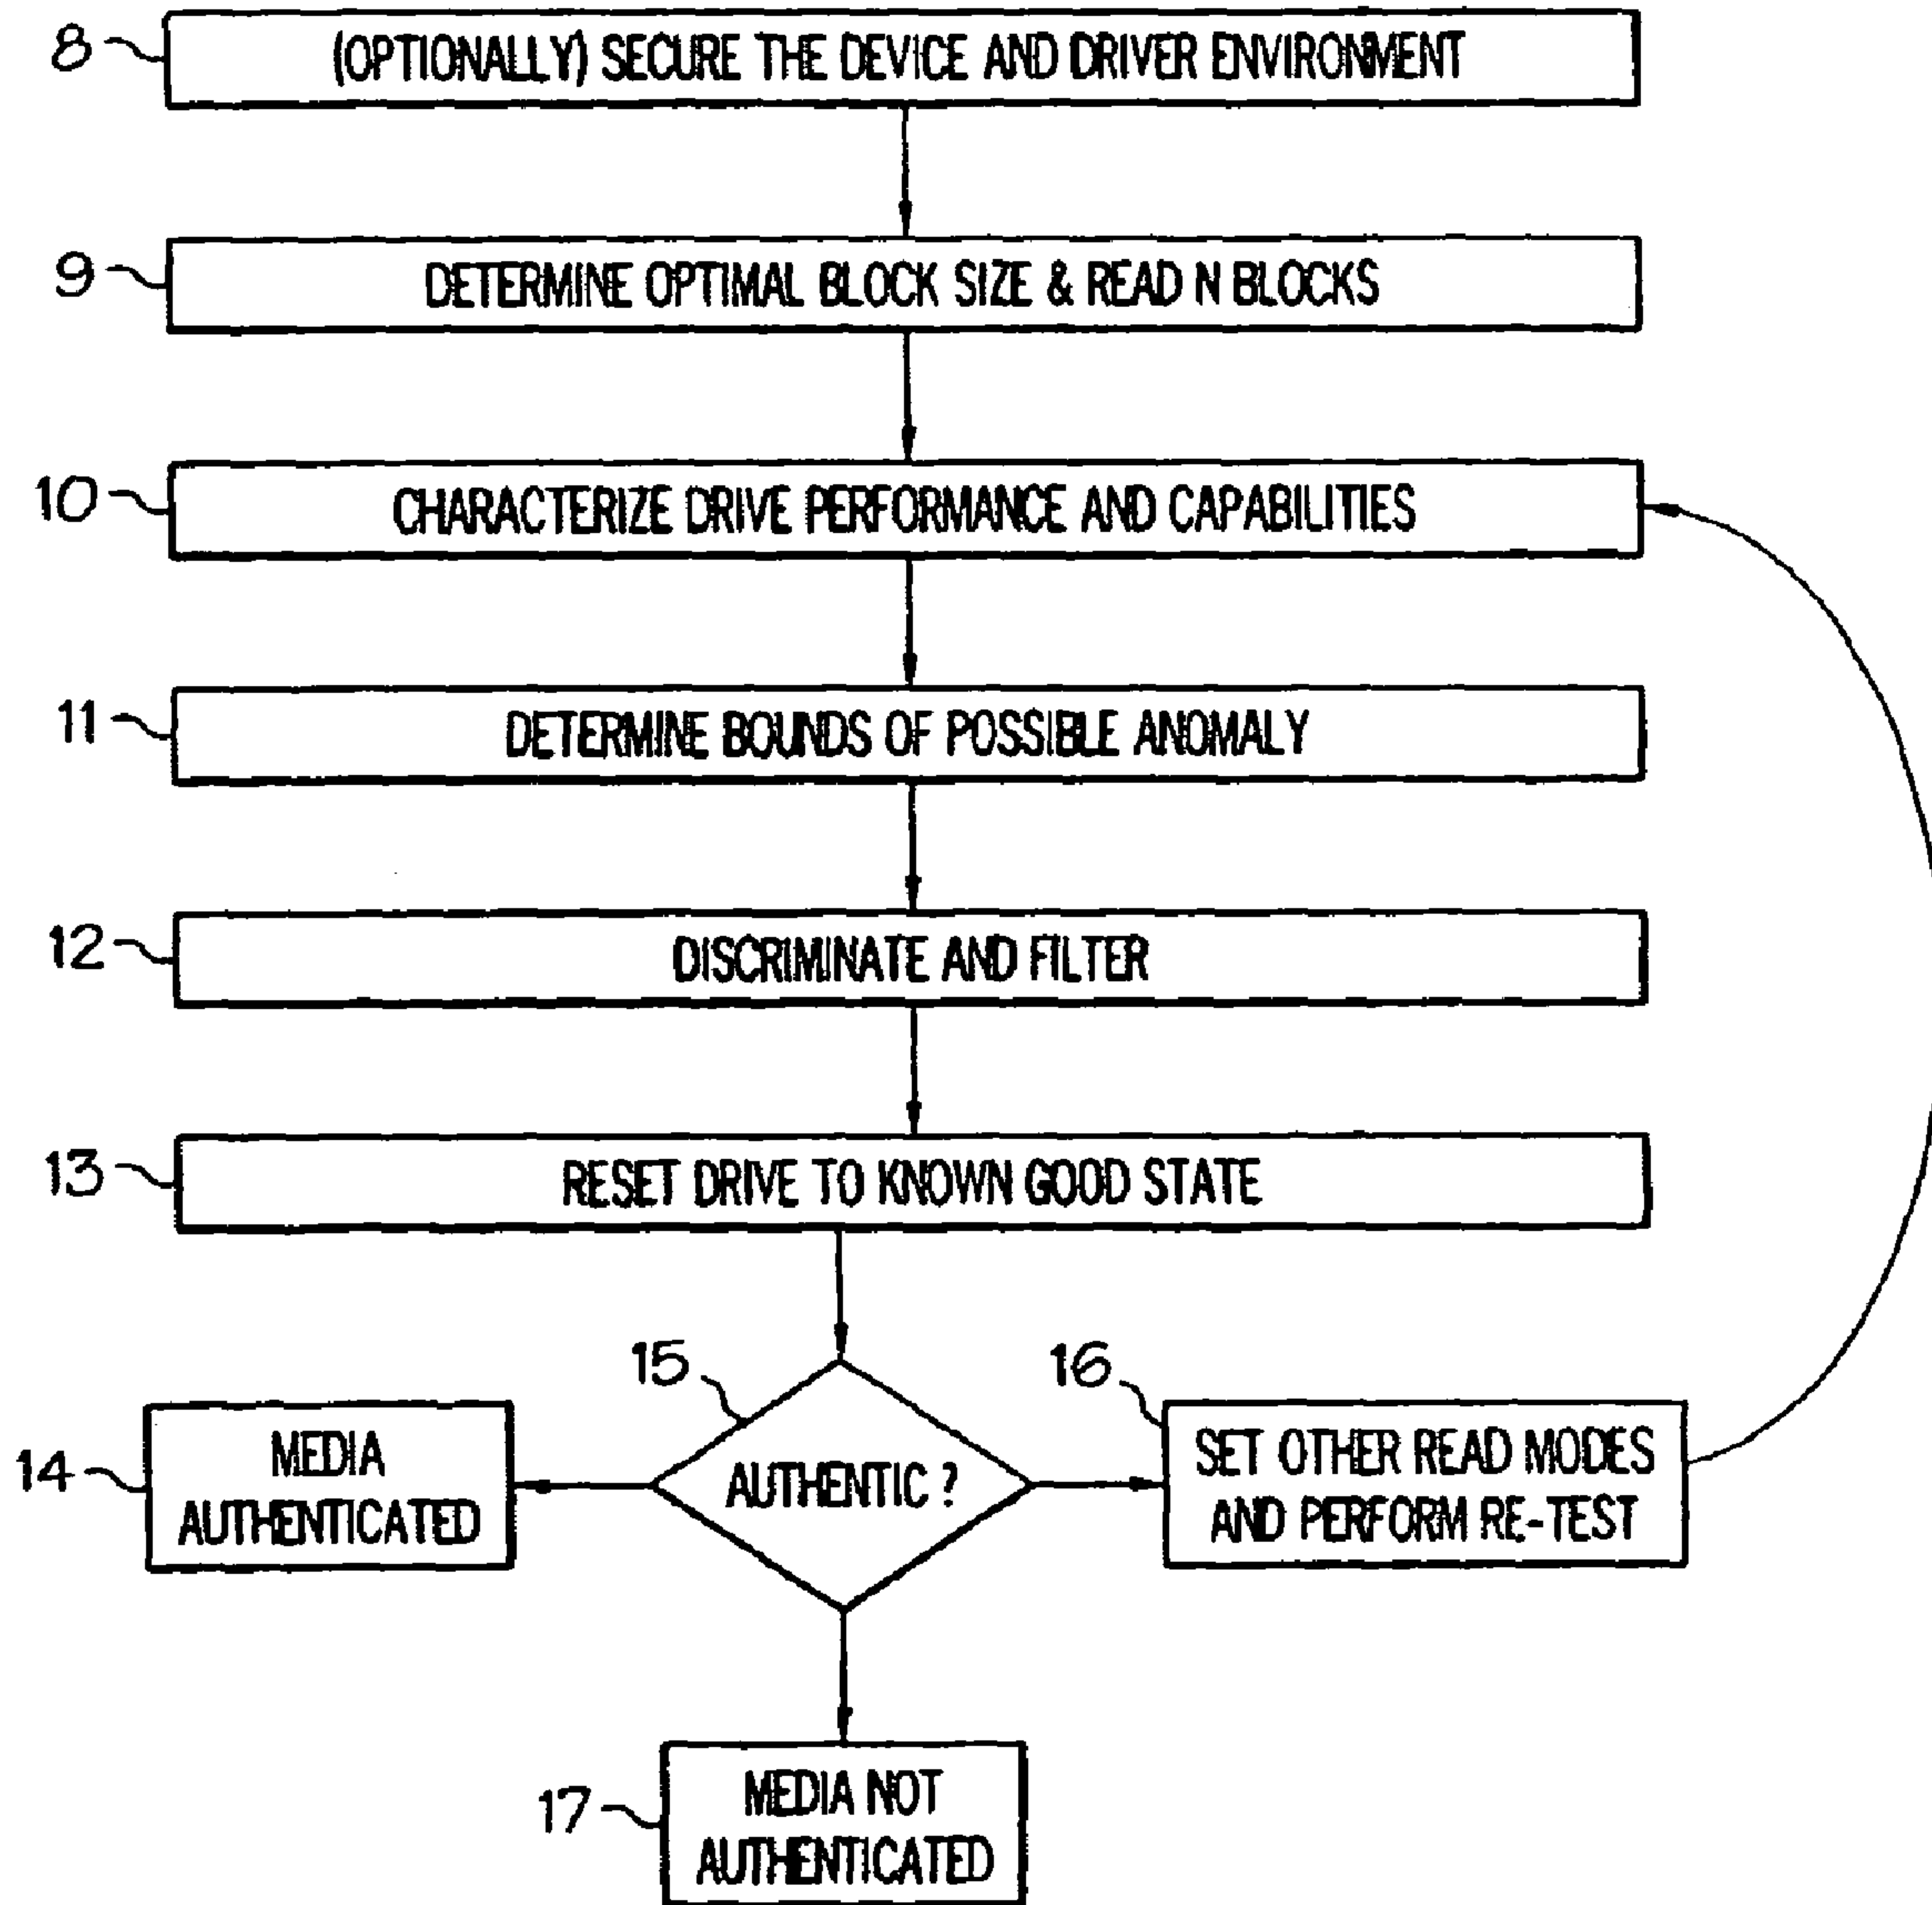 8 (OPTIONALLY) SECURE THE DEVICE AND DRIVER ENVIRONMENT
9 DETERMINE OPTIMAL BLOCK SIZE & READ N BLOCKS
10 CHARACTERIZE DRIVE PERFORMANCE AND CAPABILITIES
11 DETERMINE BOUNDS OF POSSIBLE ANOMALY
12 DISCRIMINATE AND FILTER
13 RESET DRIVE TO KNOWN GOOD STATE
14 MEDIA
AUTHENTICATED
15 AUTHENTIC ?
16 SET OTHER READ MODES
AND PERFORM RE-TEST
17 MEDIA NOT
AUTHENTICATED